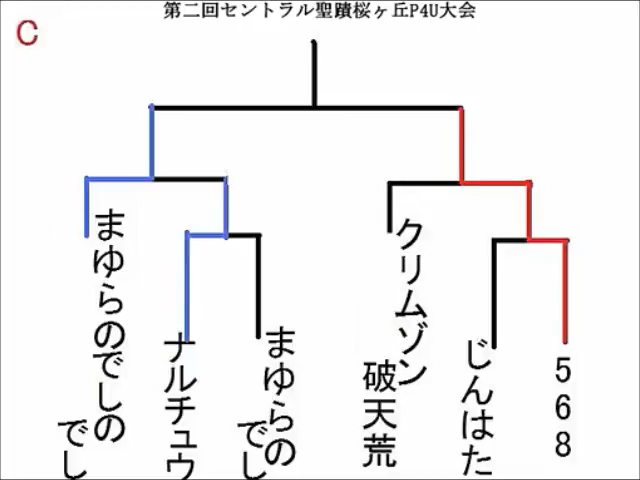 第二回セントラル聖蹟桜ヶ丘P4U大会
C
まゆらのでしの
でし
ナルチュウ
まゆらの
でし
クリムゾン
破天荒
じんはた
568